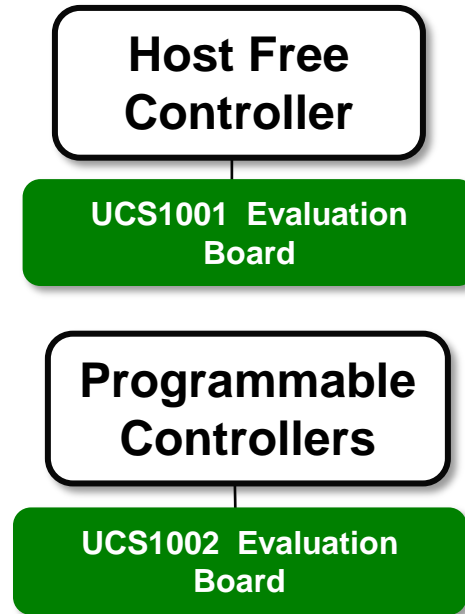 Host Free
Controller
UCS1001 Evaluation
Board
Programmable
Controllers
UCS1002 Evaluation
Board